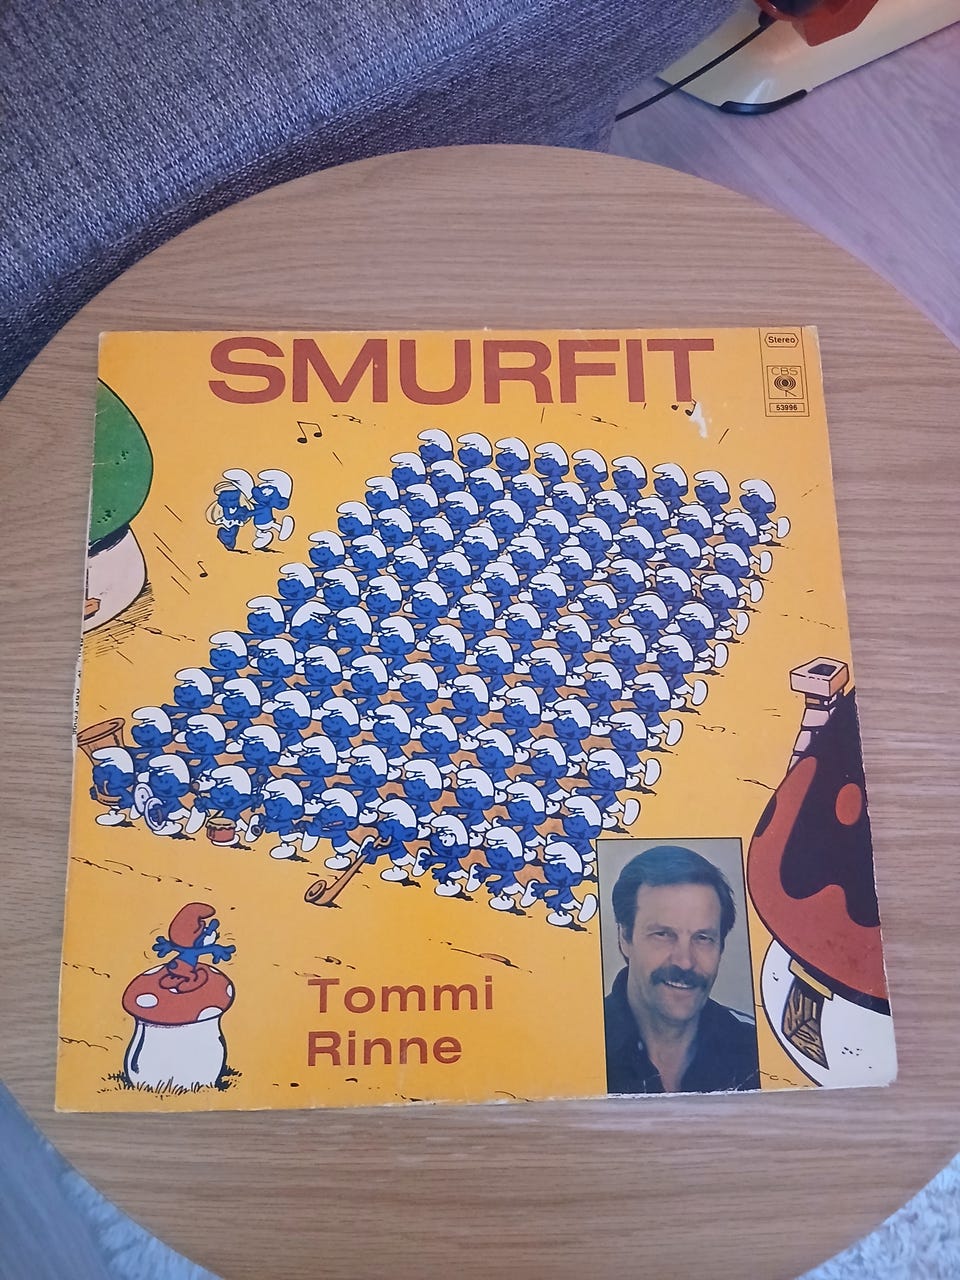 SMURFIT
Stereo
CBS
53996
Tommi
Rinne